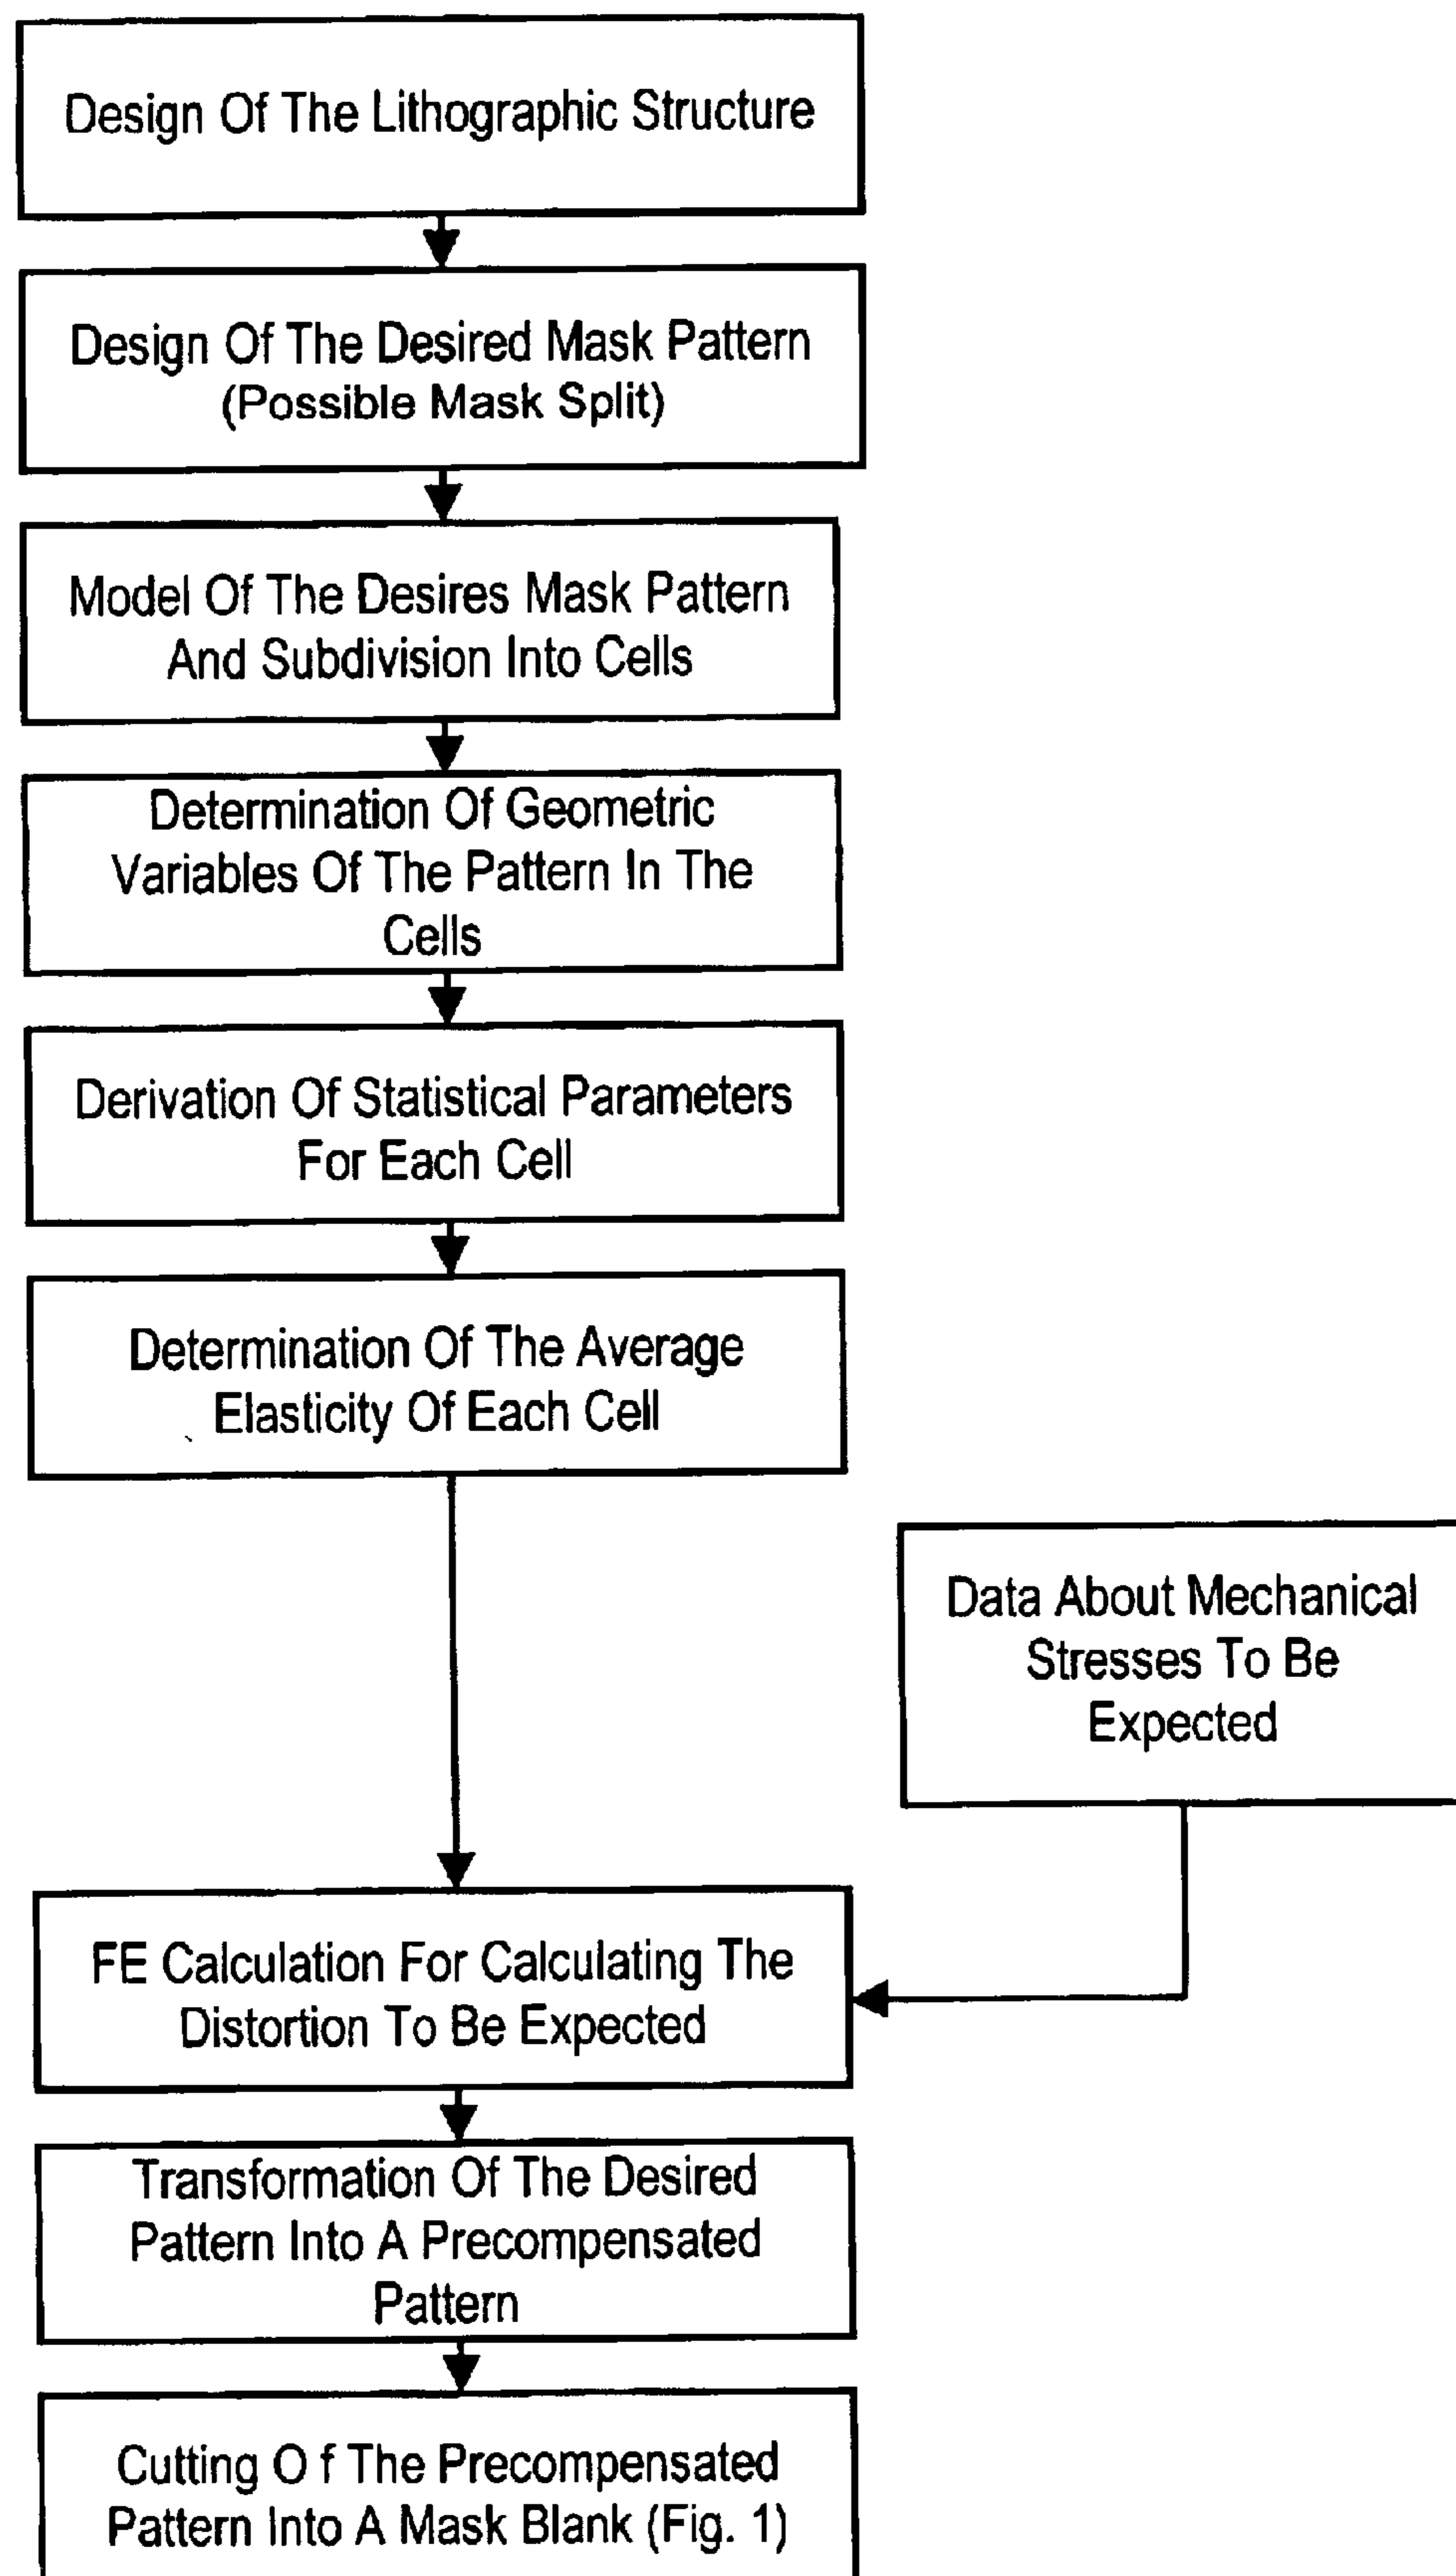 Design Of The Lithographic Structure
Design Of The Desired Mask Pattern
(Possible Mask Split)
Model Of The Desires Mask Pattern
And Subdivision Into Cells
Determination Of Geometric
Variables Of The Pattern In The
Cells
Derivation Of Statistical Parameters
For Each Cell
Determination Of The Average
Elasticity Of Each Cell
Data About Mechanical
Stresses To Be
Expected
FE Calculation For Calculating The
Distortion To Be Expected
Transformation Of The Desired
Pattern Into A Precompensated
Pattern
Cutting O f The Precompensated
Pattern Into A Mask Blank (Fig. 1)